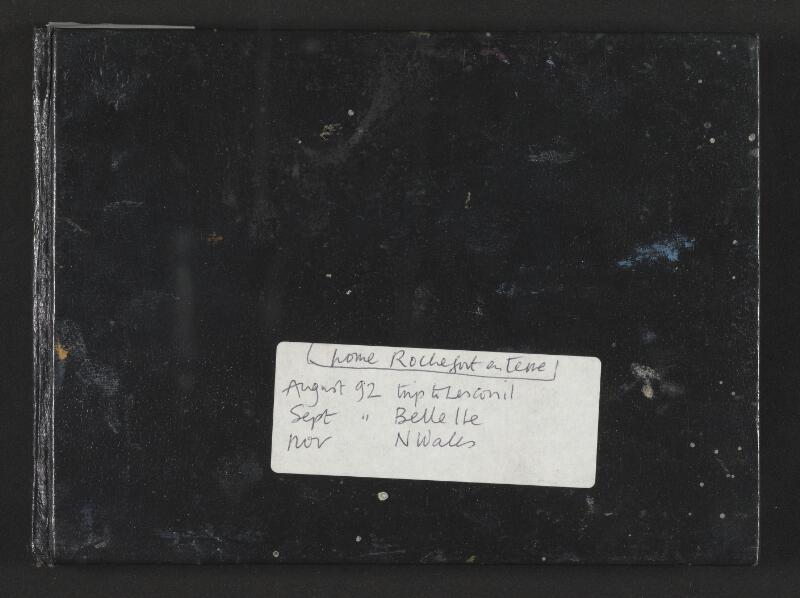 (home Rochefort en Terre)
August 92 trip to Lesconil
Sept " Belle Ile
nov N Wales